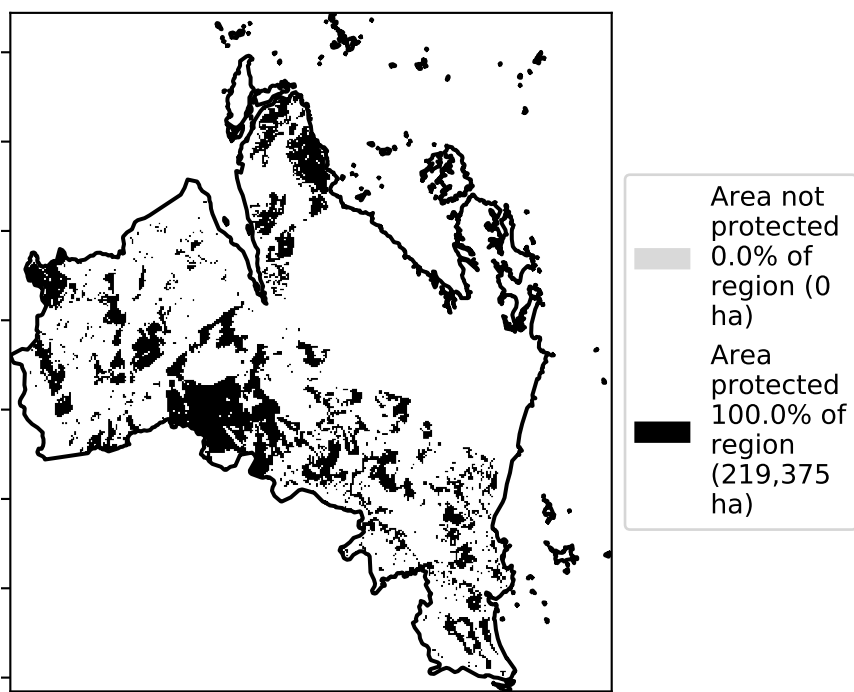 Area not
protected
0.0% of
region (0
ha)
Area
protected
100.0% of
region
(219,375
ha)